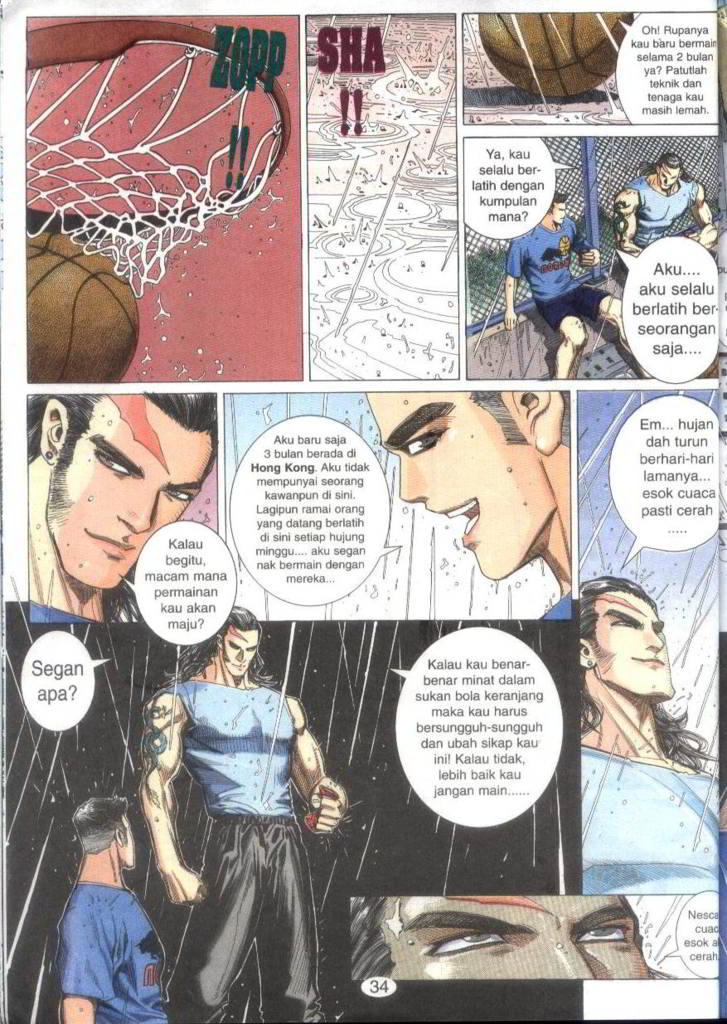 ZOPP
!!
SHA
!!
Oh! Rupanya
kau baru bermain
selama 2 bulan
ya? Patutlah
teknik dan
tenaga kau
masih lemah.
Ya, kau
selalu ber-
latih dengan
kumpulan
mana?
Aku....
aku selalu
berlatih ber-
seorangan
saja....
Kalau
begitu,
macam mana
permainan
kau akan
maju?
Aku baru saja
3 bulan berada di
Hong Kong. Aku tidak
mempunyai seorang
kawanpun di sini.
Lagipun ramai orang
yang datang berlatih
di sini setiap hujung
minggu.... aku segan
nak bermain dengan
mereka...
Em... hujan
dah turun
berhari-hari
lamanya...
esok cuaca
pasti cerah
.....
Segan
apa?
Kalau kau benar-
benar minat dalam
sukan bola keranjang
maka kau harus
bersungguh-sungguh
dan ubah sikap kau
ini! Kalau tidak,
lebih baik kau
jangan main......
esok
cerah
34